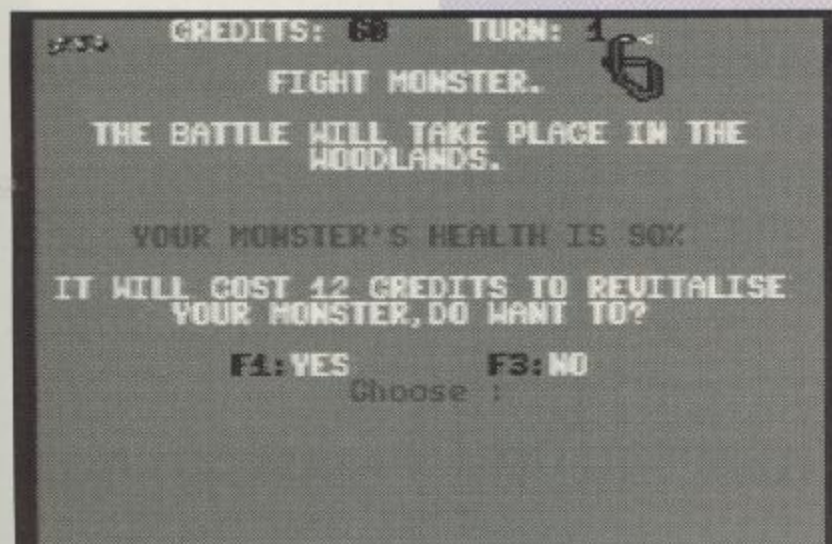 CREDITS: 60 TURN: 1
FIGHT MONSTER.
THE BATTLE WILL TAKE PLACE IN THE
WOODLANDS.
YOUR MONSTER'S HEALTH IS 90%
IT WILL COST 12 CREDITS TO REVITALISE
YOUR MONSTER,DO WANT TO?
F1:YES F3:NO
Choose :